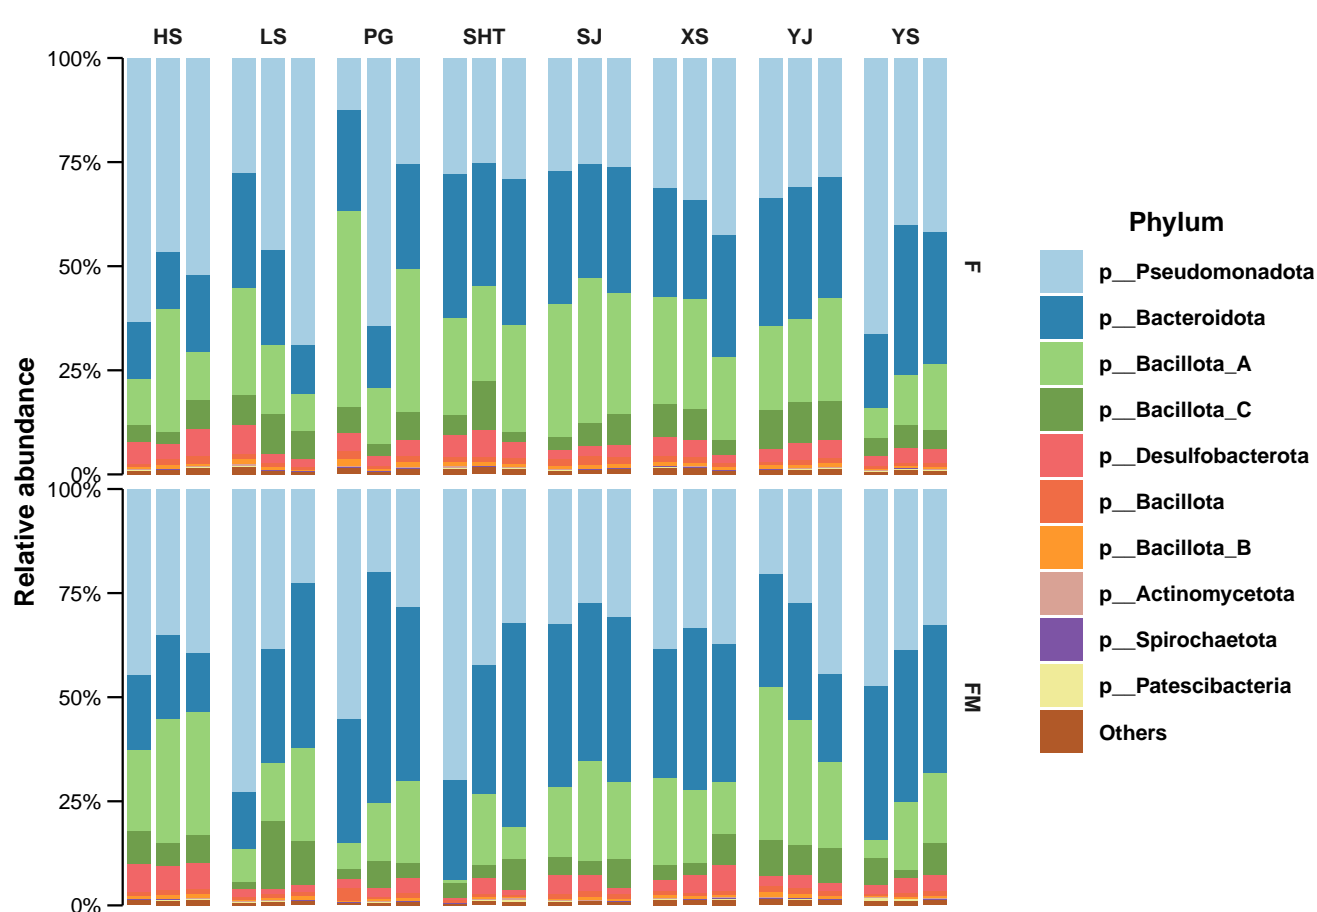 HS LS PG SHT SJ XS YJ YS
100%
75%
50%
25%
0%
F
100%
75%
50%
25%
0%
FM
Relative abundance
Phylum
p__Pseudomonadota
p__Bacteroidota
p__Bacillota_A
p__Bacillota_C
p__Desulfobacterota
p__Bacillota
p__Bacillota_B
p__Actinomycetota
p__Spirochaetota
p__Patescibacteria
Others